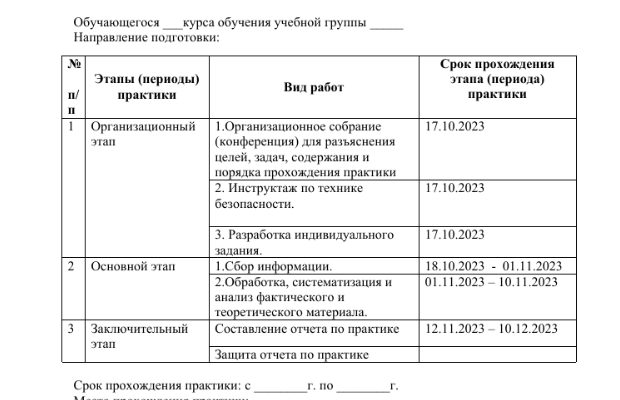 Обучающегося ___курса обучения учебной группы _____
Направление подготовки:
№ п/п
Этапы (периоды) практики
Вид работ
Срок прохождения этапа (периода) практики
1
Организационный этап
1.Организационное собрание
(конференция) для разъяснения
целей, задач, содержания и
порядка прохождения практики
17.10.2023
2. Инструктаж по технике
безопасности.
17.10.2023
3. Разработка индивидуального
задания.
17.10.2023
2
Основной этап
1.Сбор информации.
18.10.2023 - 01.11.2023
2.Обработка, систематизация и
анализ фактического и
теоретического материала.
01.11.2023 – 10.11.2023
3
Заключительный этап
Составление отчета по практике
12.11.2023 – 10.12.2023
Защита отчета по практике
Срок прохождения практики: с ________г. по ________г.